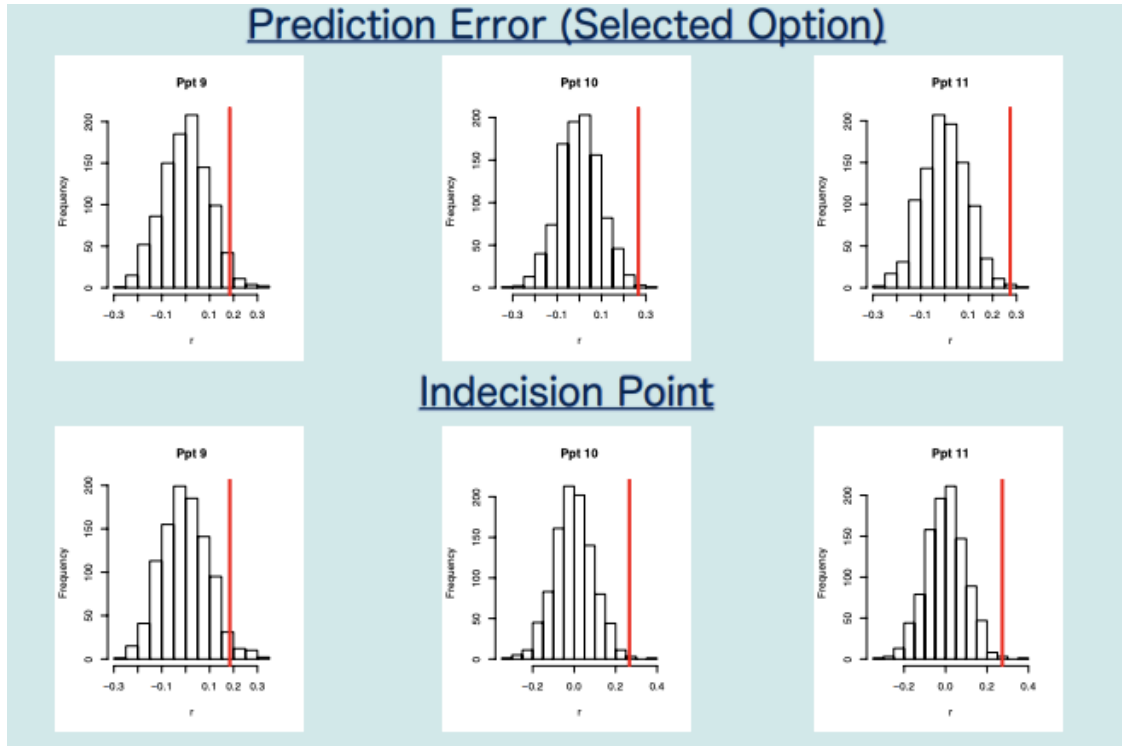 Prediction Error (Selected Option)
Ppt 9
Frequency
0 50 100 150 200
−0.3 −0.1 0.1 0.2 0.3
r
Ppt 10
Frequency
0 50 100 150 200
−0.3 −0.1 0.1 0.3
r
Ppt 11
Frequency
0 50 100 150 200
−0.3 −0.1 0.1 0.2 0.3
r
Indecision Point
Ppt 9
Frequency
0 50 100 150 200
−0.3 −0.1 0.1 0.2 0.3
r
Ppt 10
Frequency
0 50 100 150 200
−0.2 0.0 0.2 0.4
r
Ppt 11
Frequency
0 50 100 150 200
−0.2 0.0 0.2 0.4
r